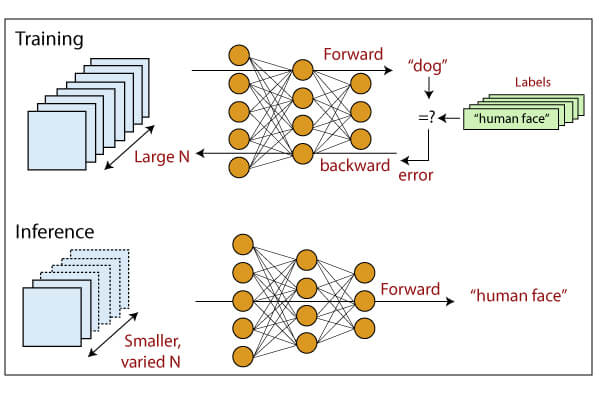 Training
Forward
“dog”
Labels
=?
“human face”
Large N
backward
error
Inference
Forward
“human face”
Smaller,
varied N